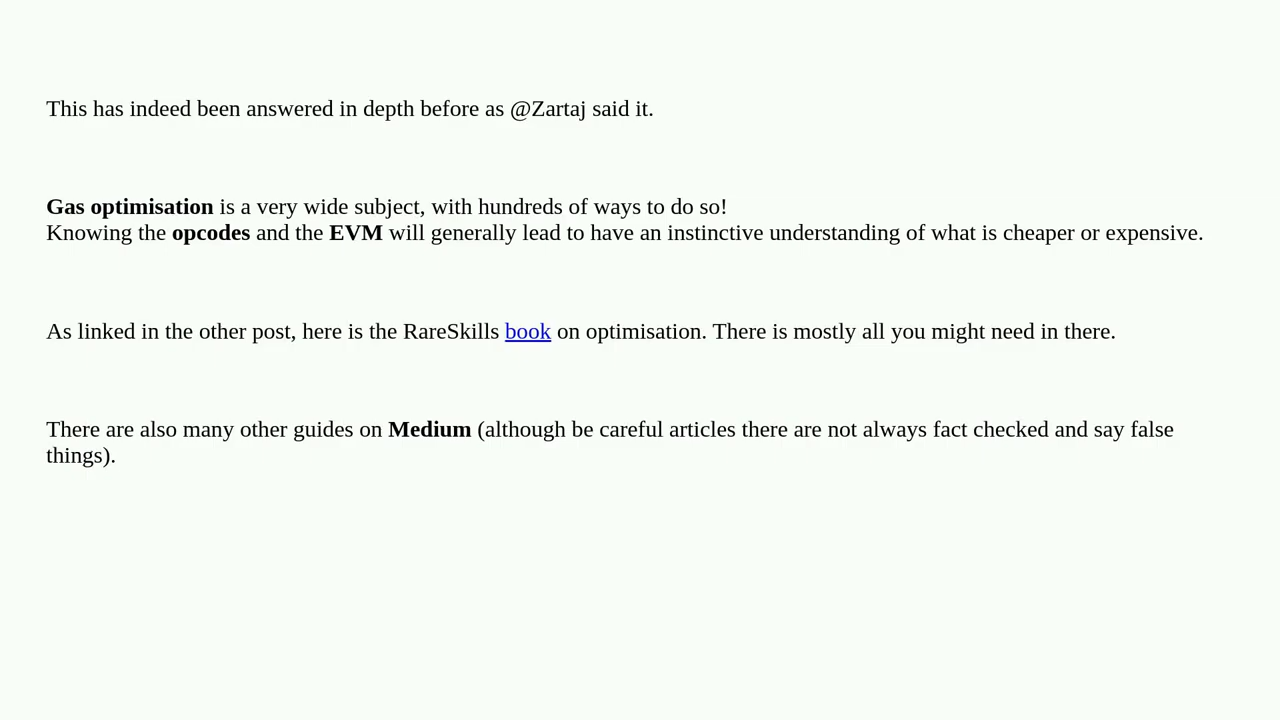 This has indeed been answered in depth before as @Zartaj said it.
Gas optimisation is a very wide subject, with hundreds of ways to do so!
Knowing the opcodes and the EVM will generally lead to have an instinctive understanding of what is cheaper or expensive.
As linked in the other post, here is the RareSkills book on optimisation. There is mostly all you might need in there.
There are also many other guides on Medium (although be careful articles there are not always fact checked and say false
things).